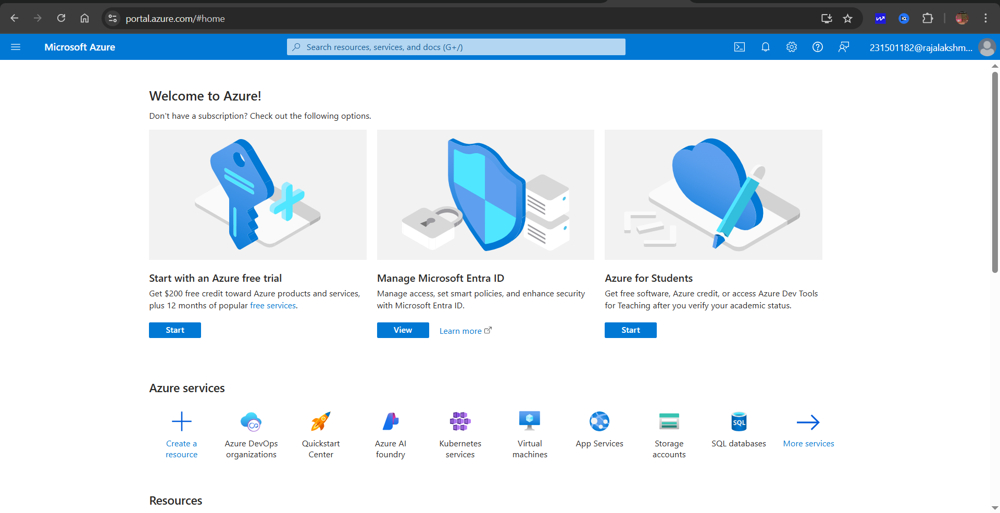 portal.azure.com/#home
Microsoft Azure
Search resources, services, and docs (G+/)
231501182@rajalakshm...
Welcome to Azure!
Don't have a subscription? Check out the following options.
Start with an Azure free trial
Get $200 free credit toward Azure products and services,
plus 12 months of popular free services.
Start
Manage Microsoft Entra ID
Manage access, set smart policies, and enhance security
with Microsoft Entra ID.
View
Learn more
Azure for Students
Get free software, Azure credit, or access Azure Dev Tools
for Teaching after you verify your academic status.
Start
Azure services
Create a
resource
Azure DevOps
organizations
Quickstart
Center
Azure AI
foundry
Kubernetes
services
Virtual
machines
App Services
Storage
accounts
SQL
SQL databases
More services
Resources